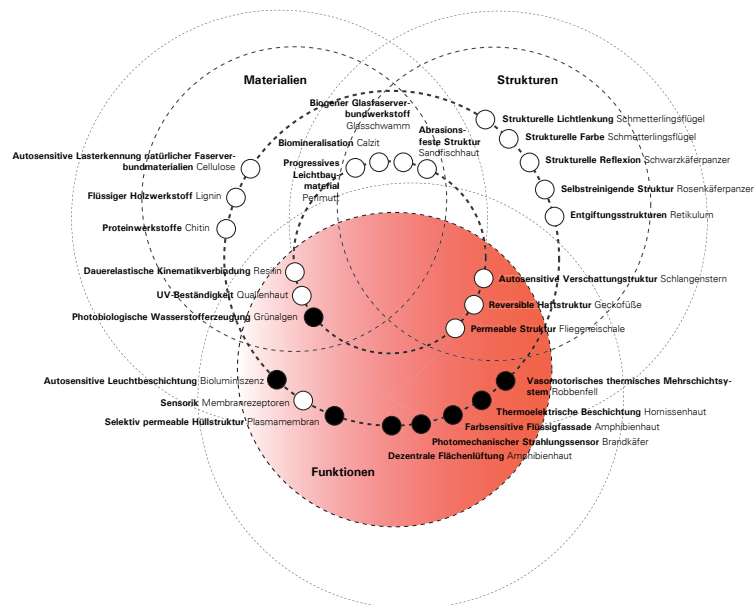 Materialien
Strukturen
Biogener Glasfaserver-
bundwerkstoff
Glasschwamm
Abrasions-
feste Struktur
Sandfischhaut
Biomineralisation Calzit
Progressives
Leichtbau-
material
Perlmutt
Strukturelle Lichtlenkung Schmetterlingsflügel
Strukturelle Farbe Schmetterlingsflügel
Strukturelle Reflexion Schwarzkäferpanzer
Selbstreinigende Struktur Rosenkäferpanzer
Entgiftungsstrukturen Retikulum
Autosensitive Lasterkennung natürlicher Faserver-
bundmaterialien Cellulose
Flüssiger Holzwerkstoff Lignin
Proteinwerkstoffe Chitin
Dauerelastische Kinematikverbindung Resilin
UV-Beständigkeit Quallenhaut
Photobiologische Wasserstofferzeugung Grünalgen
Autosensitive Verschattungstruktur Schlangenstern
Reversible Haftstruktur Geckofüße
Permeable Struktur Fliegeneischale
Autosensitive Leuchtbeschichtung Biolumineszenz
Sensorik Membranrezeptoren
Selektiv permeable Hüllstruktur Plasmamembran
Vasomotorisches thermisches Mehrschichtsy-
stem Robbenfell
Thermoelektrische Beschichtung Hornissenhaut
Farbsensitive Flüssigfassade Amphibienhaut
Photomechanischer Strahlungssensor Brandkäfer
Dezentrale Flächenlüftung Amphibienhaut
Funktionen